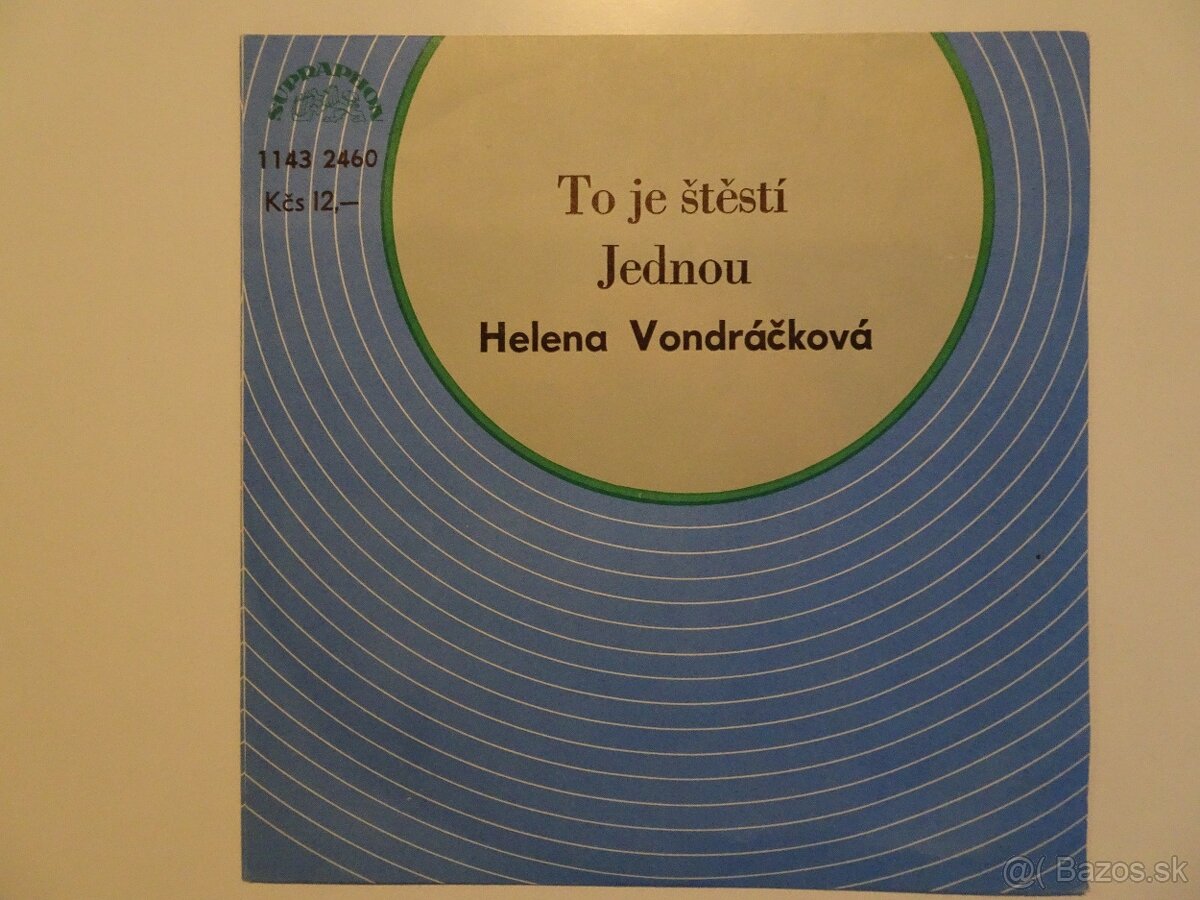 SUPRAPHON
1143 2460
Kčs 12,—
To je štěstí
Jednou
Helena Vondráčková
@( Bazos.sk